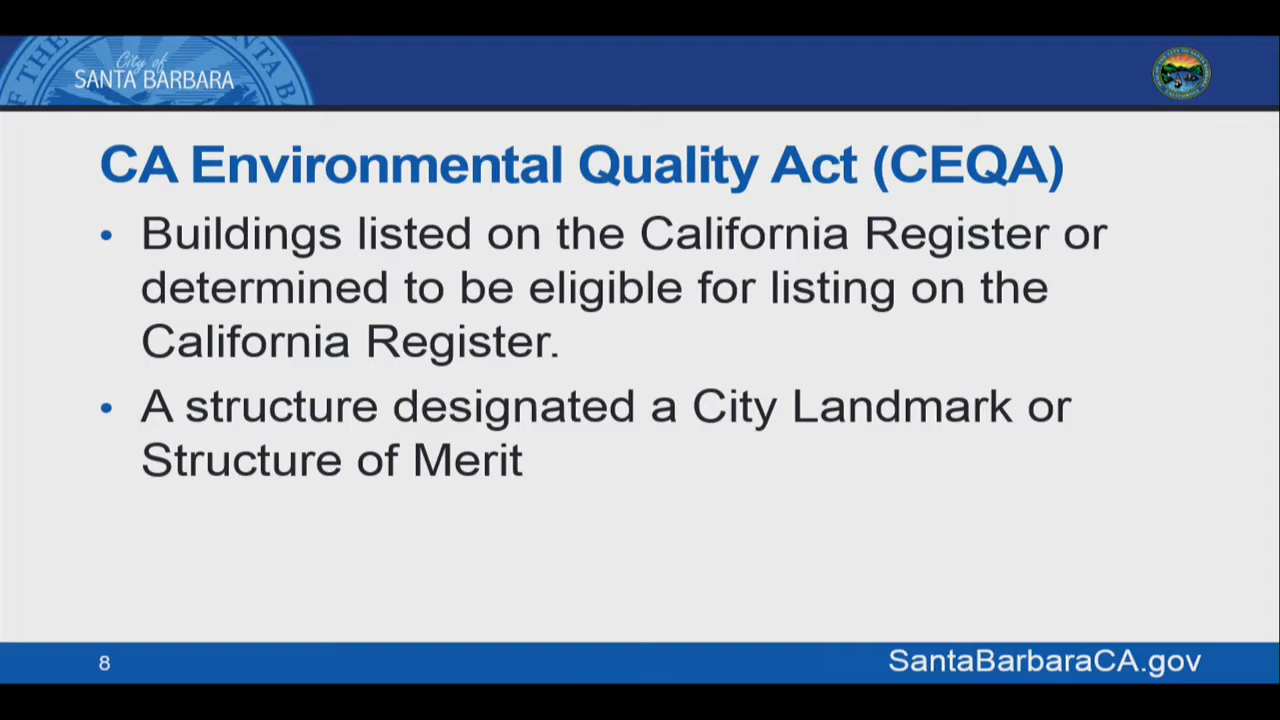 City of
SANTA BARBARA
CA Environmental Quality Act (CEQA)
• Buildings listed on the California Register or
determined to be eligible for listing on the
California Register.
• A structure designated a City Landmark or
Structure of Merit
8
SantaBarbaraCA.gov